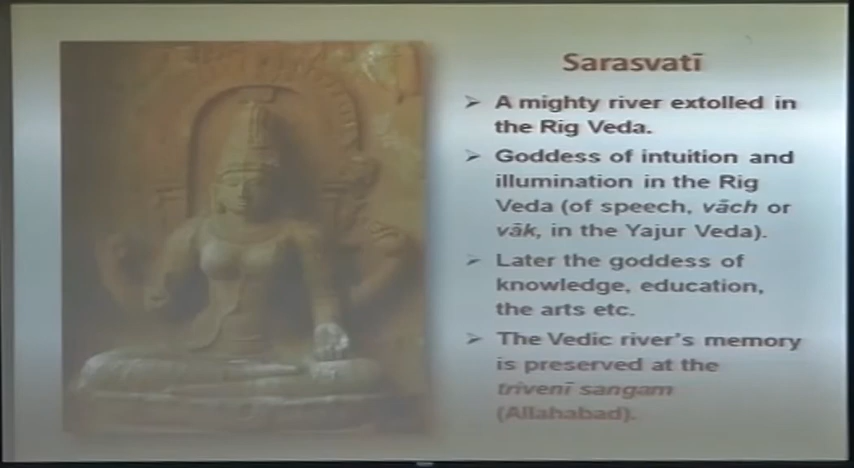 Sarasvatī
➢ A mighty river extolled in
the Rig Veda.
➢ Goddess of intuition and
illumination in the Rig
Veda (of speech, vāch or
vāk, in the Yajur Veda).
➢ Later the goddess of
knowledge, education,
the arts etc.
➢ The Vedic river's memory
is preserved at the
trivenī sangam
(Allahabad).